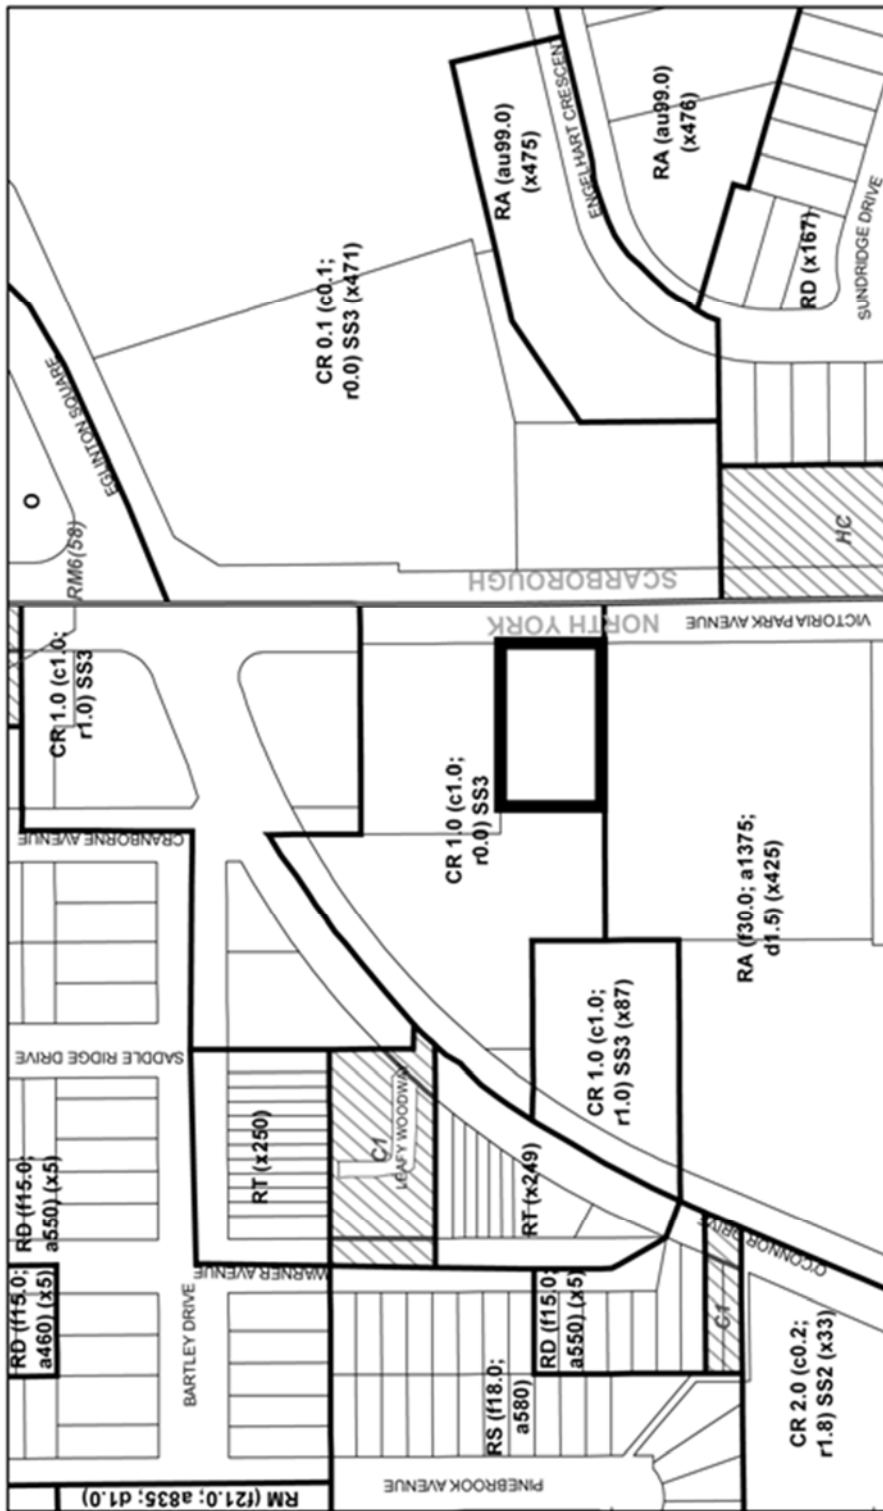 EGLINTON SQUARE
O
RM6(58)
CR 0.1 (c0.1;
r0.0) SS3 (x471)
RA (au99.0)
(x475)
ENGELHART CRESCENT
RA (au99.0)
(x476)
RD (x167)
SUNDRIDGE DRIVE
HC
SCARBOROUGH
NORTH YORK
VICTORIA PARK AVENUE
CR 1.0 (c1.0;
r1.0) SS3
CRANBORNE AVENUE
CR 1.0 (c1.0;
r0.0) SS3
RA (f30.0; a1375;
d1.5) (x425)
CR 1.0 (c1.0;
r1.0) SS3 (x87)
SADDLE RIDGE DRIVE
RT (x250)
C1
LEAFY WOODWAY
RT (x249)
RD (f15.0;
a550) (x5)
RD (f15.0;
a460) (x5)
WARNER AVENUE
BARTLEY DRIVE
RD (f15.0;
a550) (x5)
C1
O'CONNOR DRIVE
RS (f18.0;
a580)
CR 2.0 (c0.2;
r1.8) SS2 (x33)
PINEBROOK AVENUE
RM (f21.0; a835; d1.0)